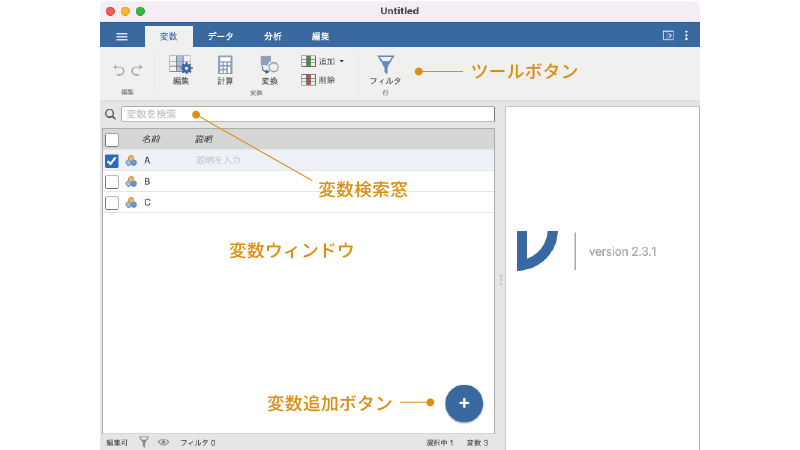 Untitled
変数 データ 分析 編集
編集 計算 変換 追加 削除 フィルタ
編集 変数 行
ツールボタン
変数を検索
名前 説明
A 説明を入力
B
C
変数検索窓
変数ウィンドウ
version 2.3.1
変数追加ボタン
+
編集可 フィルタ 0 選択中 1 変数 3